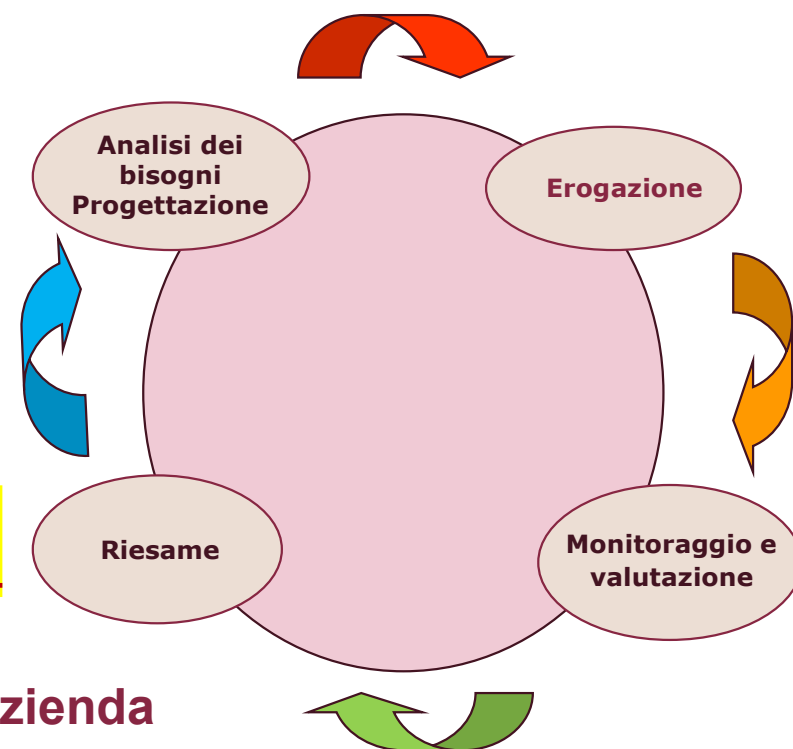 Analisi dei
bisogni
Progettazione
Erogazione
Riesame
Monitoraggio e
valutazione
zienda